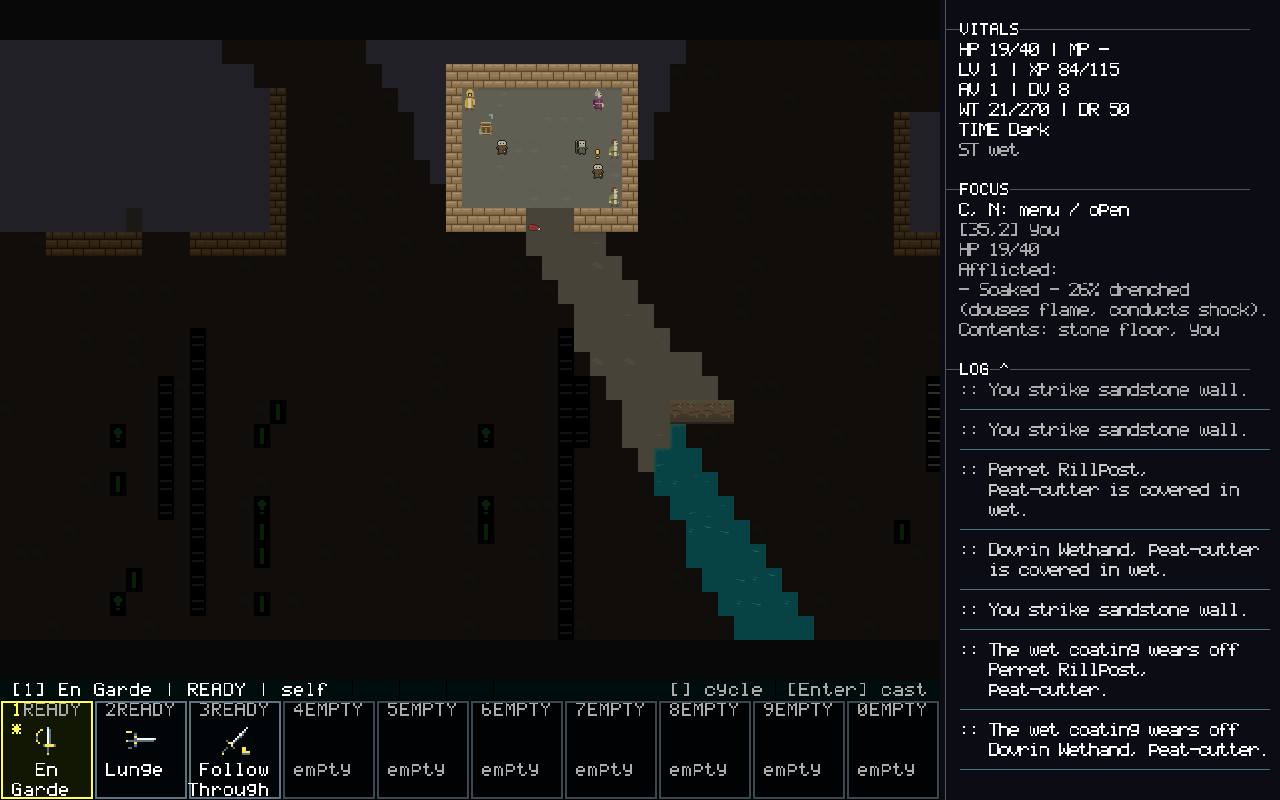 VITALS
HP 19/40 | MP -
LV 1 | XP 84/115
AV 1 | DV 8
WT 21/270 | DR 50
TIME Dark
ST wet
FOCUS
C, N: menu / oPen
[35,2] You
HP 19/40
Afflicted:
- Soaked - 26% drenched
(douses flame, conducts shock).
Contents: stone floor, You
LOG ^
:: You strike sandstone wall.
:: You strike sandstone wall.
:: Perret RillPost,
Peat-cutter is covered in
wet.
:: Dovrin Wethand, Peat-cutter
is covered in wet.
:: You strike sandstone wall.
:: The wet coating wears off
Perret RillPost,
Peat-cutter.
:: The wet coating wears off
Dovrin Wethand, Peat-cutter.
[1] En Garde | READY | self
[] cycle [Enter] cast
1READY 2READY 3READY 4EMPTY 5EMPTY 6EMPTY 7EMPTY 8EMPTY 9EMPTY 0EMPTY
*
En Garde
Lunge
Follow Through
emPty emPty emPty emPty emPty emPty emPty